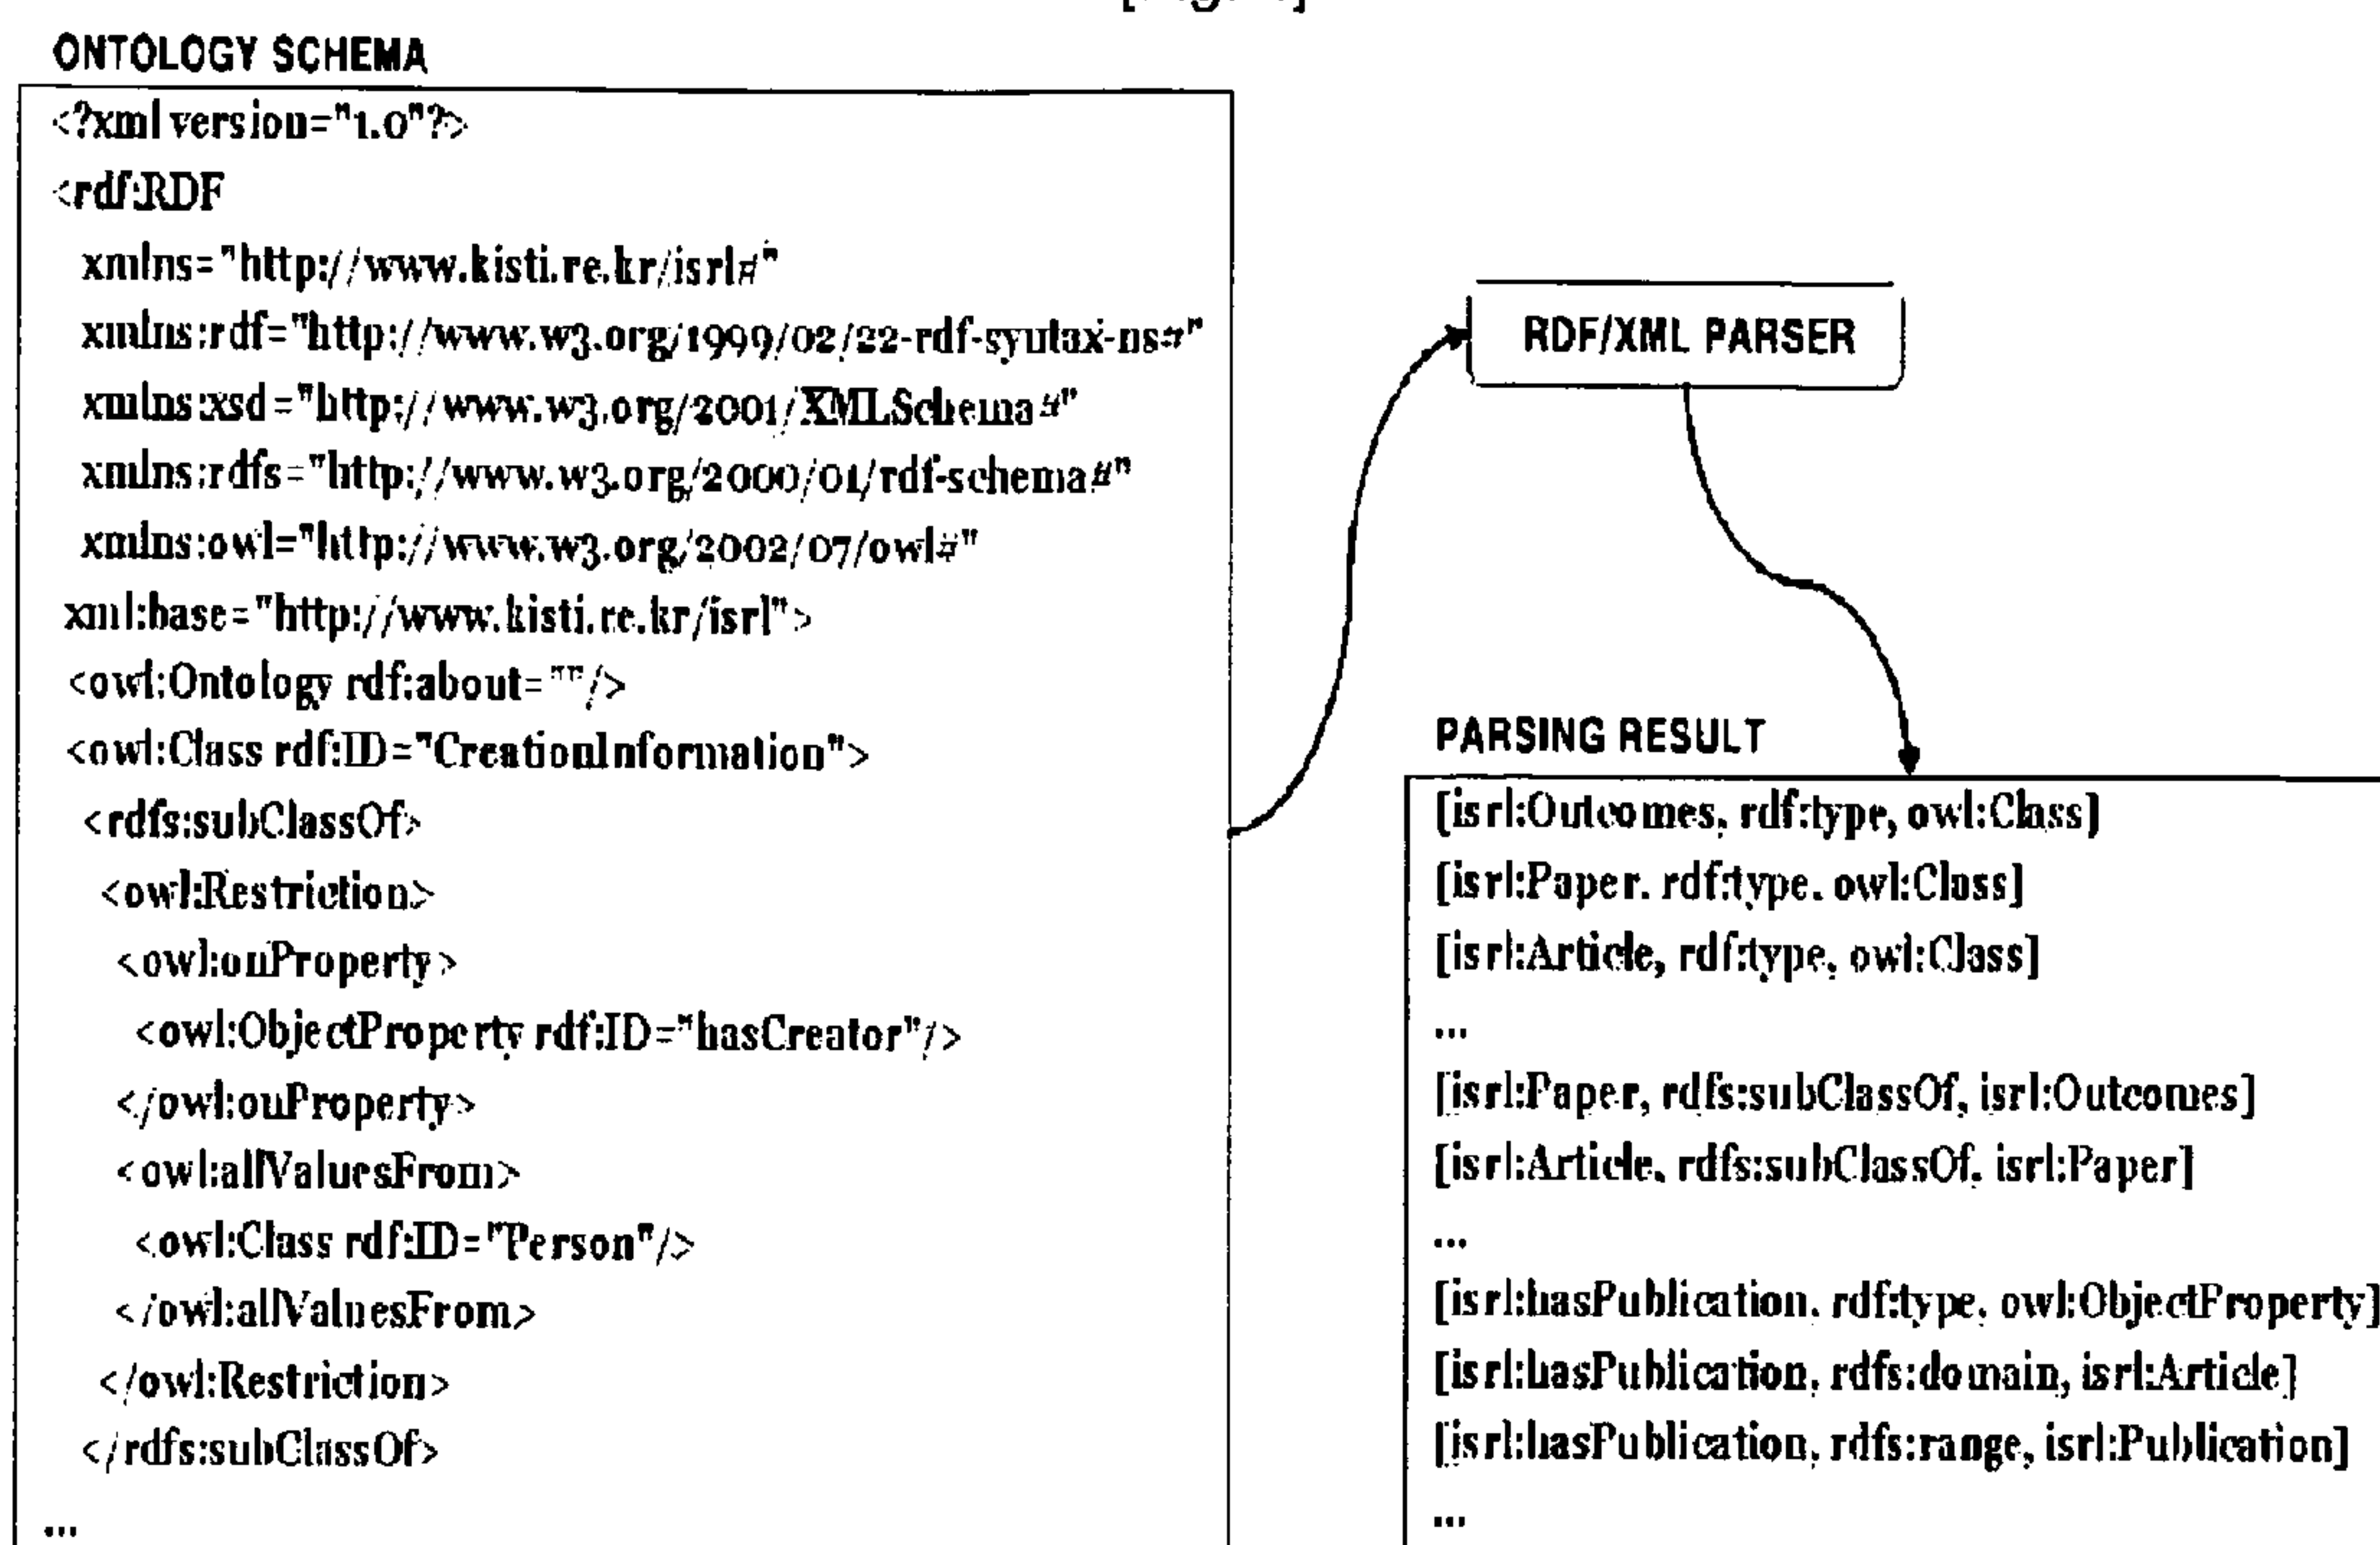 ONTOLOGY SCHEMA
<?xml version="1.0"?>
<rdf:RDF
xmlns="http://www.kisti.re.kr/isrl#"
xmlns:rdf="http://www.w3.org/1999/02/22-rdf-syntax-ns#"
xmlns:xsd="http://www.w3.org/2001/XMLSchema#"
xmlns:rdfs="http://www.w3.org/2000/01/rdf-schema#"
xmlns:owl="http://www.w3.org/2002/07/owl#"
xml:base="http://www.kisti.re.kr/isrl">
<owl:Ontology rdf:about=""/>
<owl:Class rdf:ID="CreationInformation">
<rdfs:subClassOf>
<owl:Restriction>
<owl:onProperty>
<owl:ObjectProperty rdf:ID="hasCreator"/>
</owl:onProperty>
<owl:allValuesFrom>
<owl:Class rdf:ID="Person"/>
</owl:allValuesFrom>
</owl:Restriction>
</rdfs:subClassOf>
...
RDF/XML PARSER
PARSING RESULT
[isrl:Outcomes, rdf:type, owl:Class]
[isrl:Paper, rdf:type, owl:Class]
[isrl:Article, rdf:type, owl:Class]
...
[isrl:Paper, rdfs:subClassOf, isrl:Outcomes]
[isrl:Article, rdfs:subClassOf, isrl:Paper]
...
[isrl:hasPublication, rdf:type, owl:ObjectProperty]
[isrl:hasPublication, rdfs:domain, isrl:Article]
[isrl:hasPublication, rdfs:range, isrl:Publication]
...